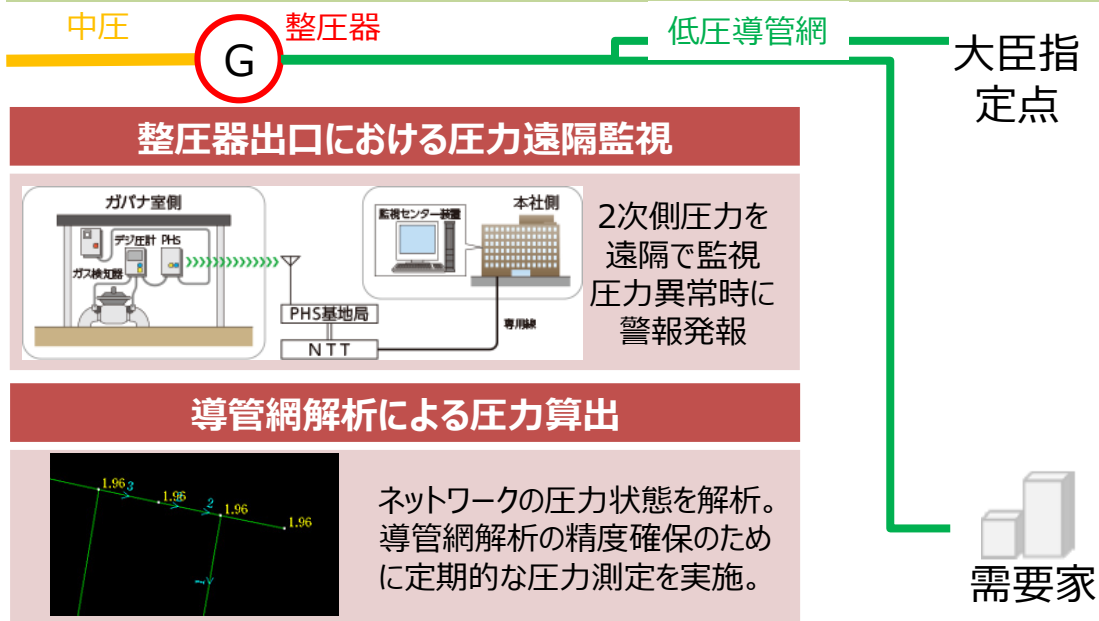 中圧
整圧器
G
低圧導管網
大臣指
定点
整圧器出口における圧力遠隔監視
ガバナ室側
デジ圧計 PHS
ガス検知器
PHS基地局
NTT
専用線
監視センター装置
本社側
2次側圧力を
遠隔で監視
圧力異常時に
警報発報
導管網解析による圧力算出
1.96 3
1.96
2
1.96
1.96
1
ネットワークの圧力状態を解析。
導管網解析の精度確保のため
に定期的な圧力測定を実施。
需要家